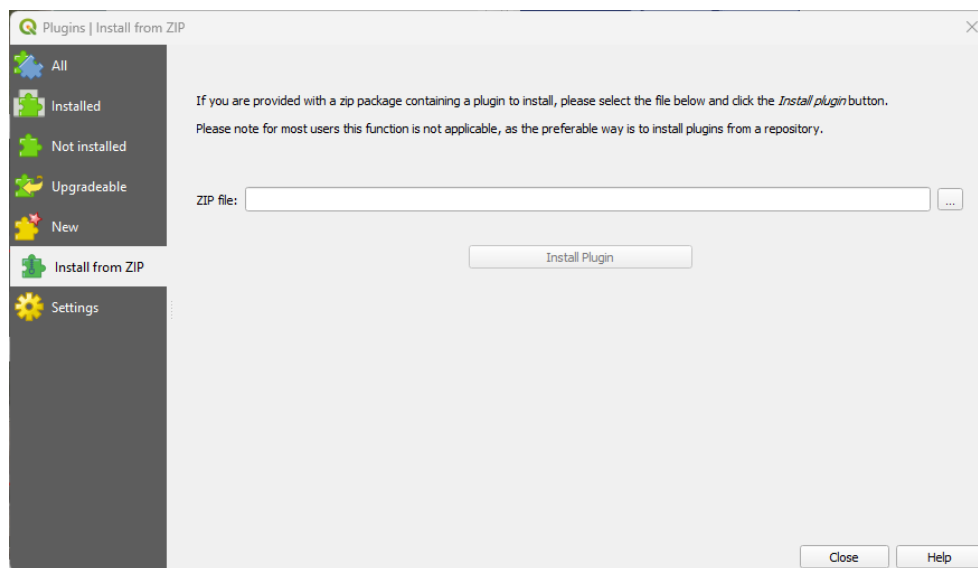 Plugins | Install from ZIP
All
Installed
Not installed
Upgradeable
New
Install from ZIP
Settings
If you are provided with a zip package containing a plugin to install, please select the file below and click the Install plugin button.
Please note for most users this function is not applicable, as the preferable way is to install plugins from a repository.
ZIP file:
...
Install Plugin
Close
Help